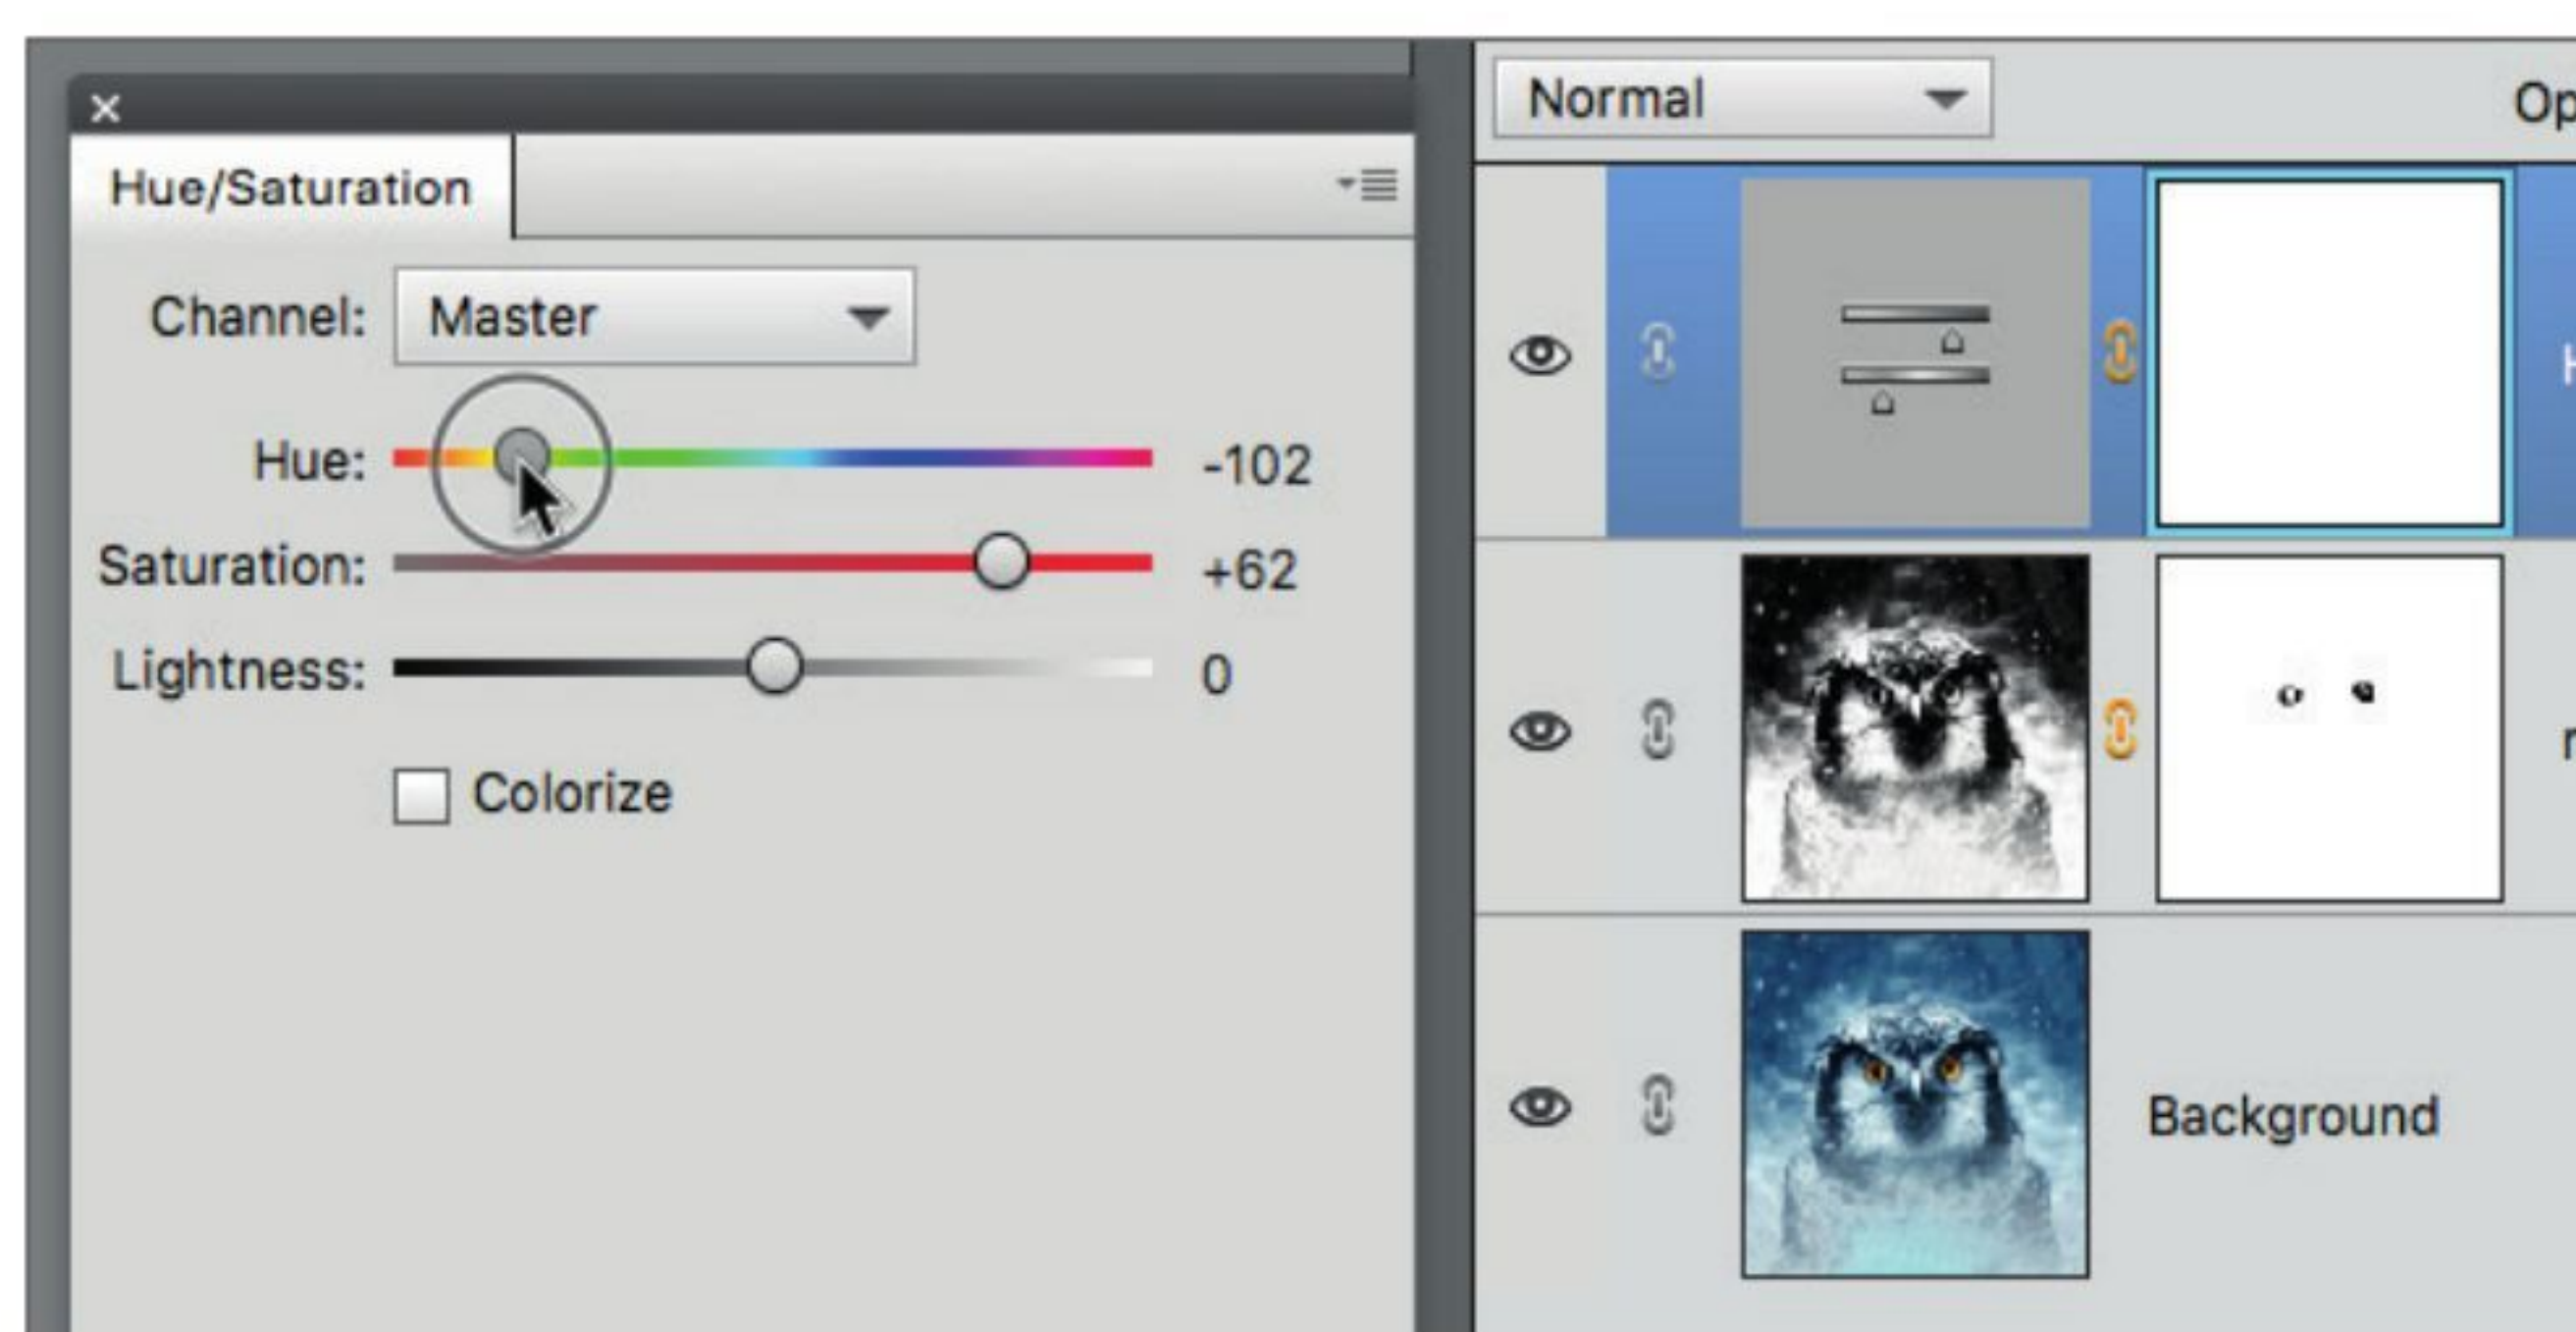 Hue/Saturation
Channel: Master
Hue: -102
Saturation: +62
Lightness: 0
Colorize
Normal
Op
H
Background